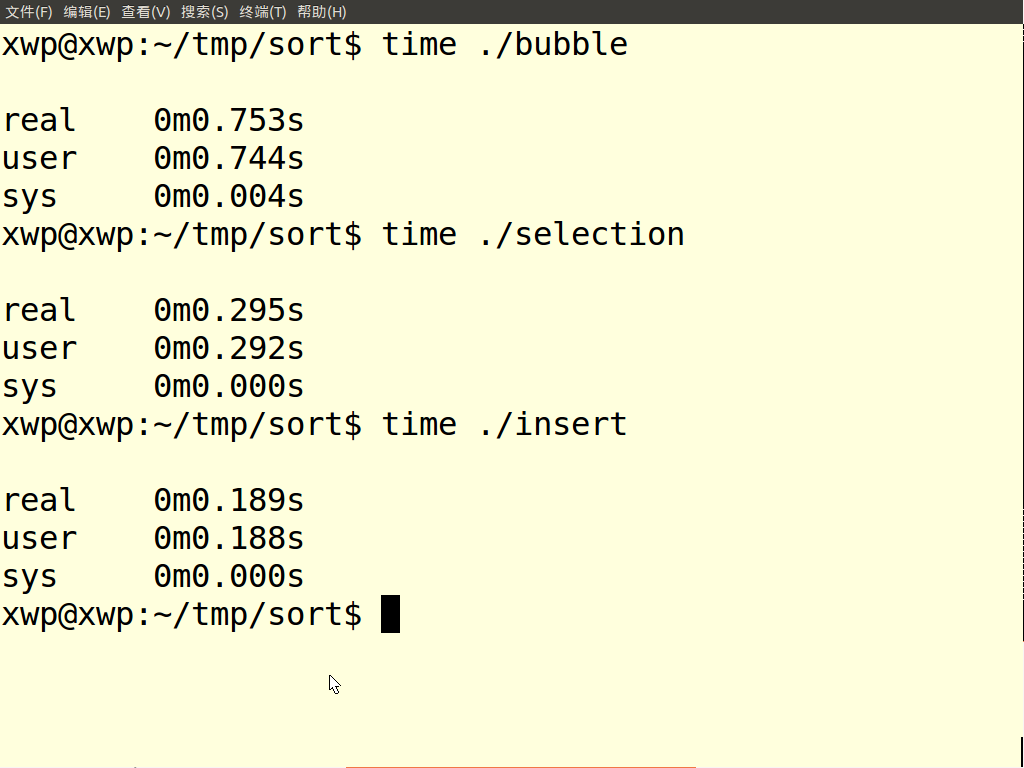 文件(F) 编辑(E) 查看(V) 搜索(S) 终端(T) 帮助(H)
xwp@xwp:~/tmp/sort$ time ./bubble
real 0m0.753s
user 0m0.744s
sys 0m0.004s
xwp@xwp:~/tmp/sort$ time ./selection
real 0m0.295s
user 0m0.292s
sys 0m0.000s
xwp@xwp:~/tmp/sort$ time ./insert
real 0m0.189s
user 0m0.188s
sys 0m0.000s
xwp@xwp:~/tmp/sort$